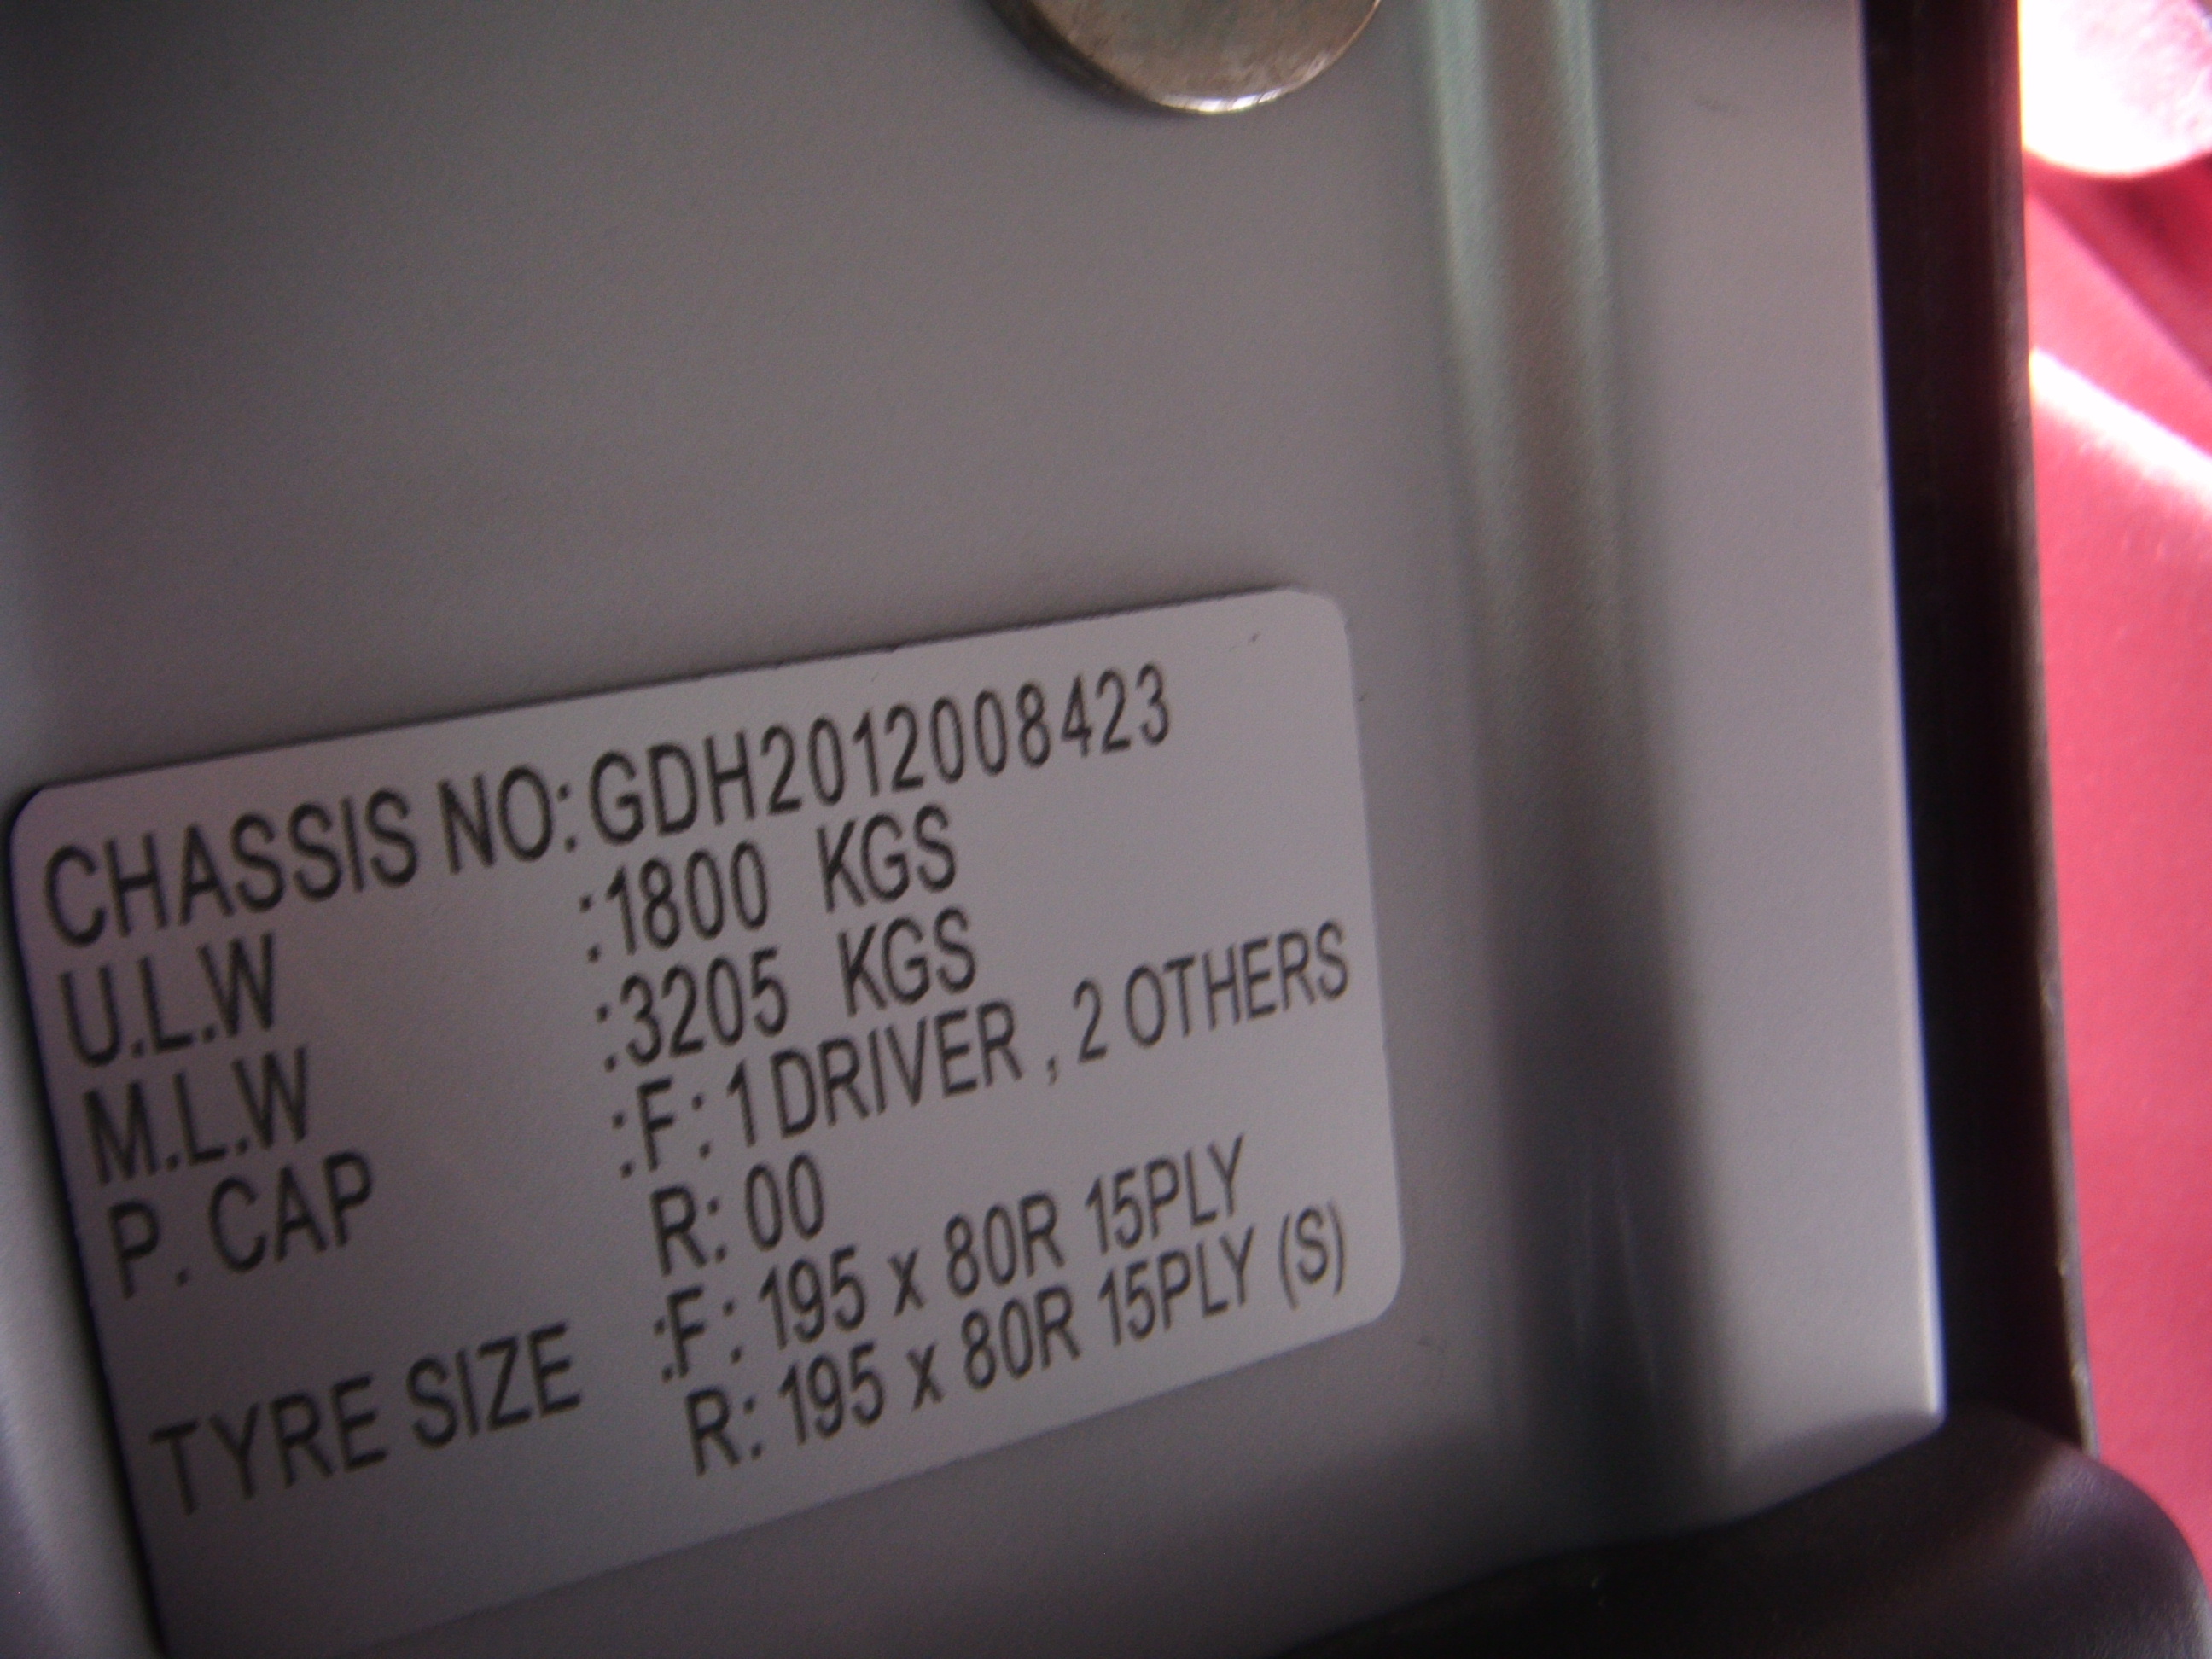 CHASSIS NO: GDH2012008423
U.L.W :1800 KGS
M.L.W :3205 KGS
P. CAP :F: 1 DRIVER , 2 OTHERS
R: 00
TYRE SIZE :F: 195 x 80R 15PLY
R: 195 x 80R 15PLY (S)